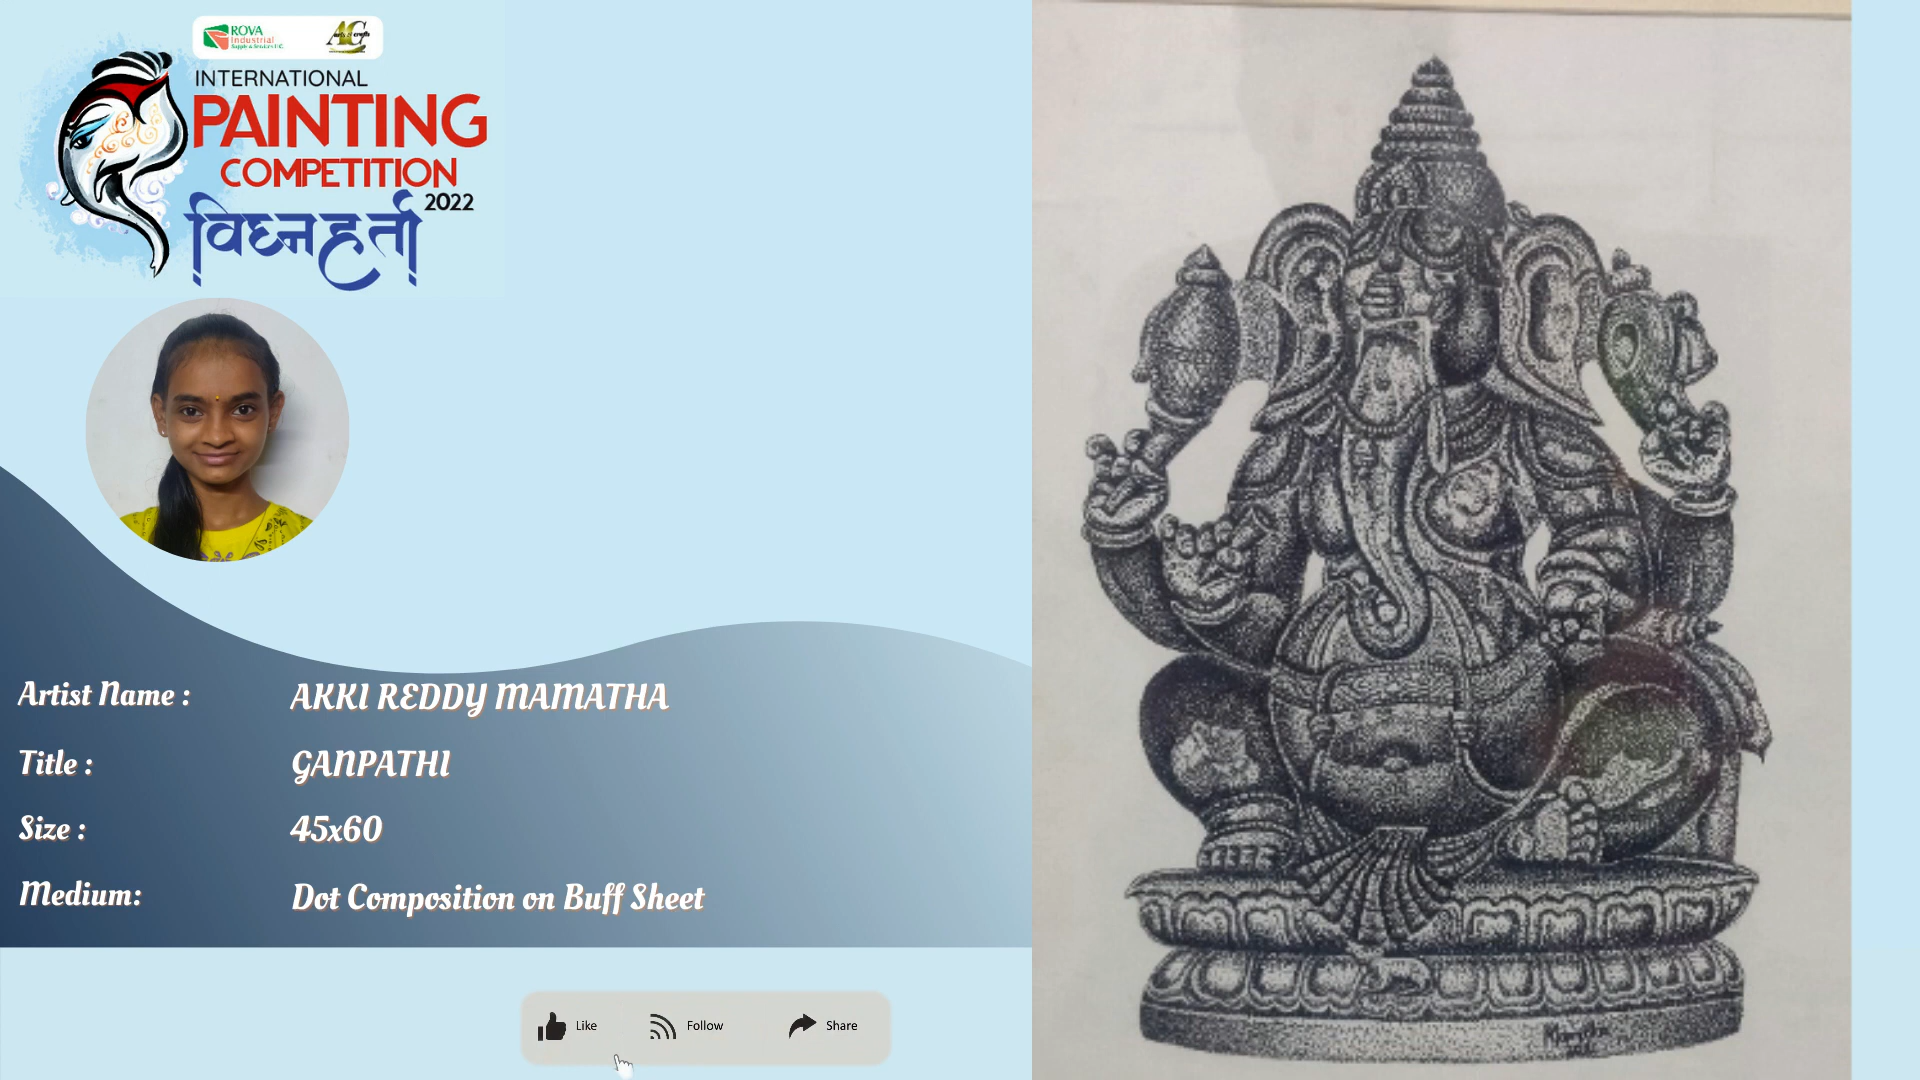 ROVA
Industrial
INTERNATIONAL
PAINTING
COMPETITION
2022
विघ्नहर्ता
Artist Name : AKKI REDDY MAMATHA
Title : GANPATHI
Size : 45x60
Medium: Dot Composition on Buff Sheet
Like Follow Share